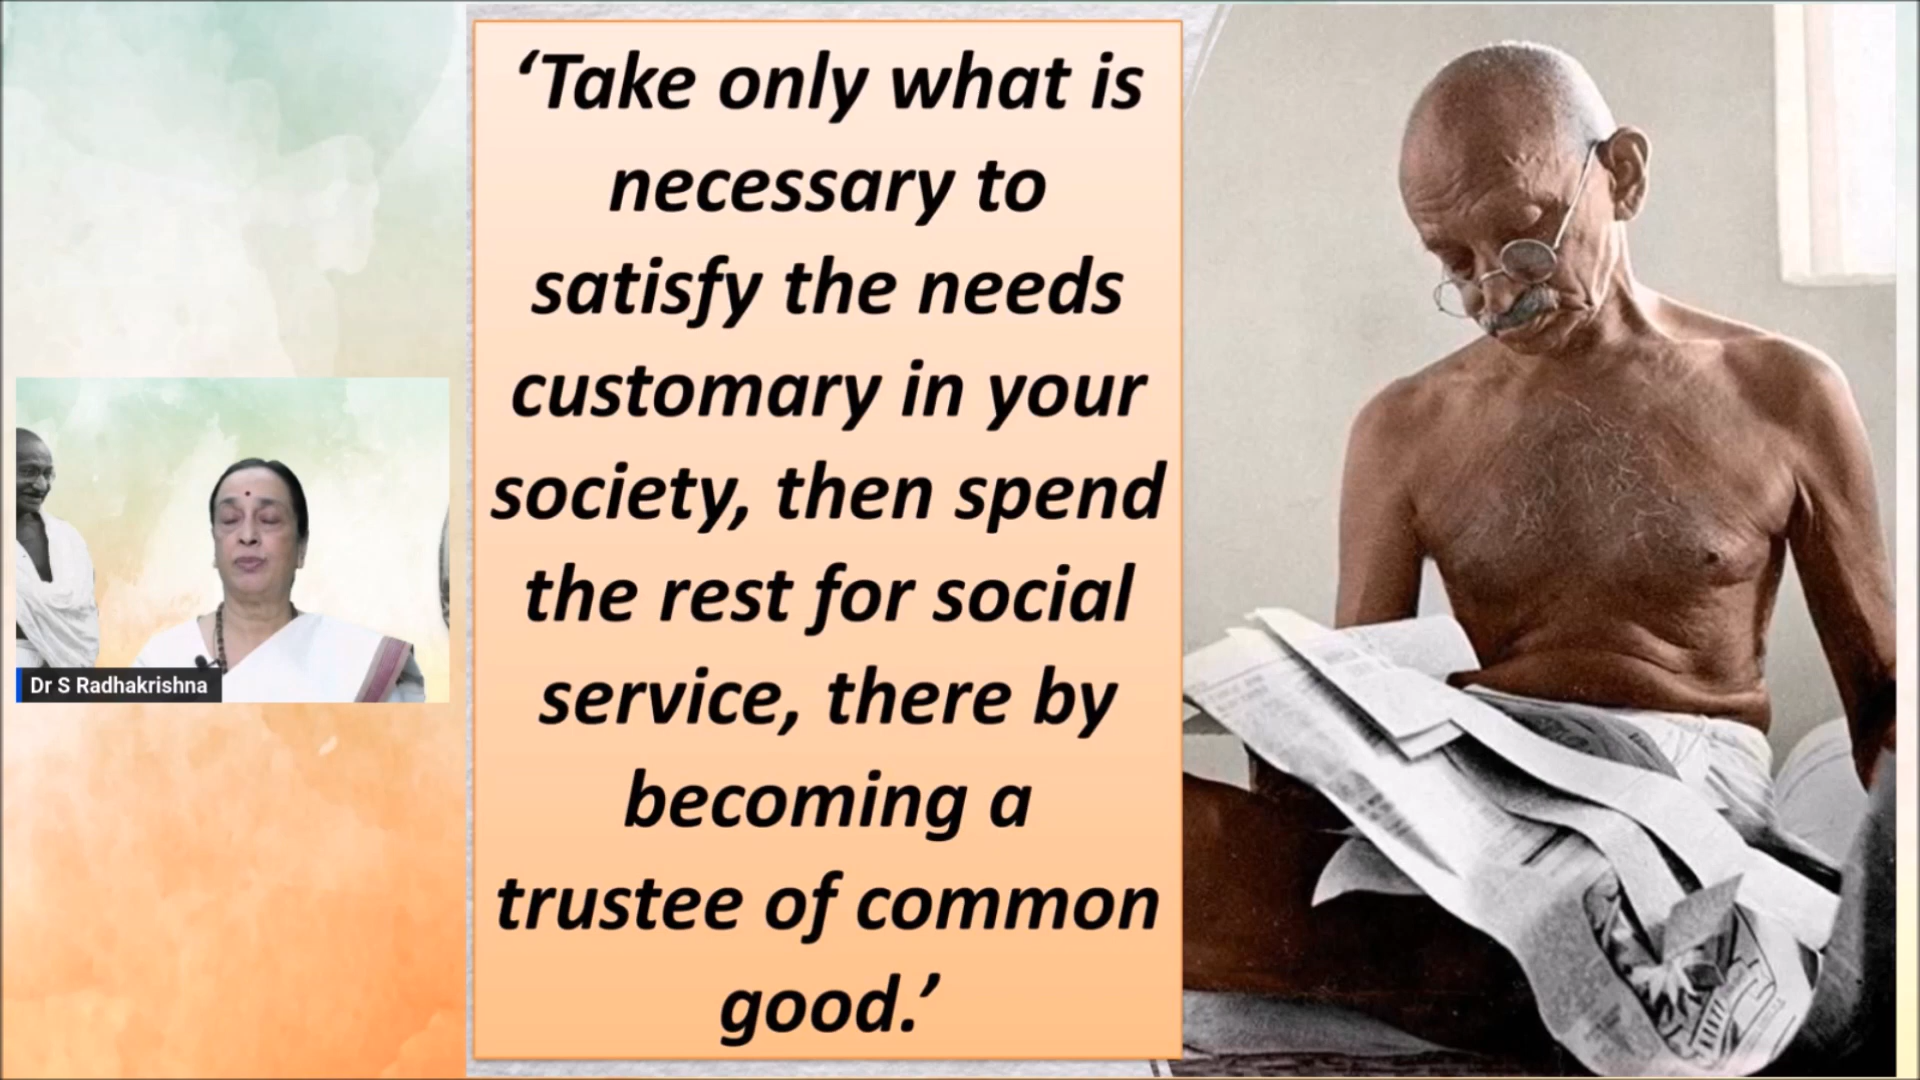 ‘Take only what is
necessary to
satisfy the needs
customary in your
society, then spend
the rest for social
service, there by
becoming a
trustee of common
good.’
Dr S Radhakrishna